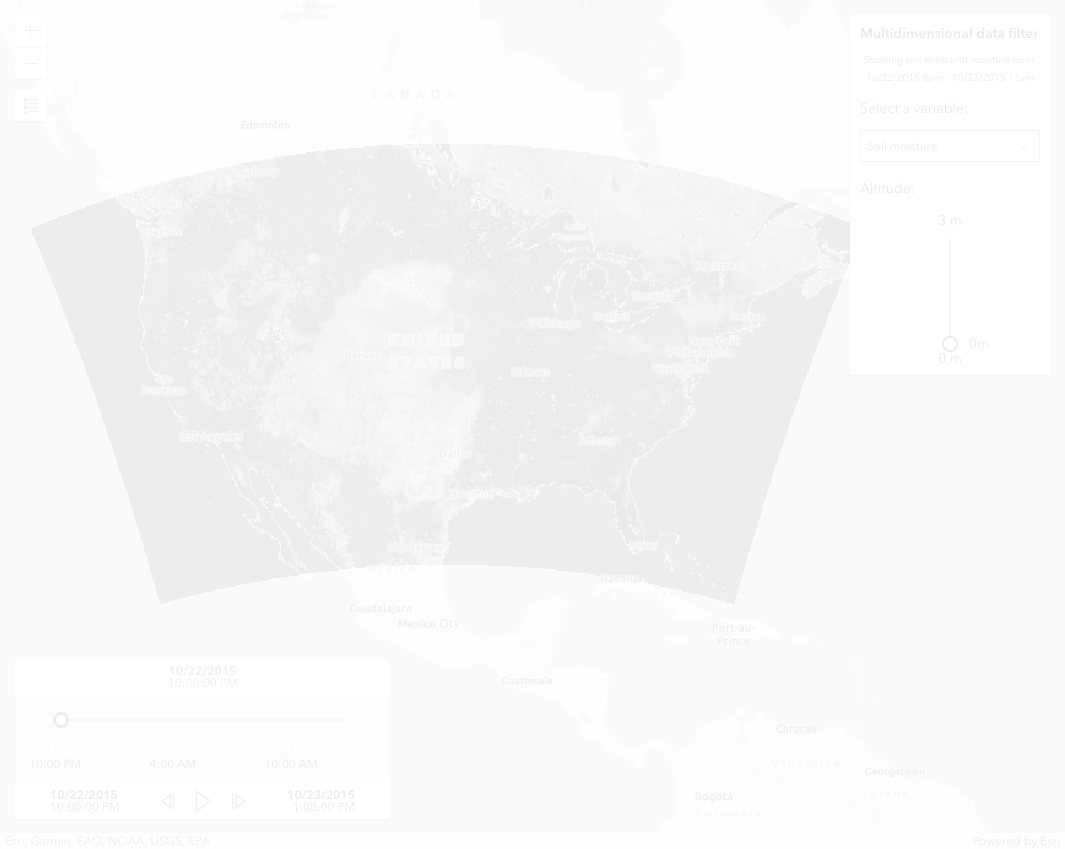 CANADA
Edmonton
Calgary
UNITED
STATES
Denver
St Louis
Chicago
Detroit
Toronto
Montreal
Boston
New York
Philadelphia
Washington
San
Francisco
Los Angeles
Dallas
Atlanta
Houston
Monterrey
Miami
MÉXICO
Havana
CUBA
Guadalajara
Mexico City
Port-au-
Prince
Guatemala
Caracas
VENEZUELA
Georgetown
GUYANA
Bogotá
COLOMBIA
Multidimensional data filter
Showing soil temp and moisture from
10/22/2015 6pm - 10/23/2015 11am
Select a variable:
Soil moisture
Altitude:
3 m
0m
0 m
10/22/2015
10:00:00 PM
10:00 PM 4:00 AM 10:00 AM
10/22/2015 10/23/2015
10:00:00 PM 1:00:00 PM
Esri, Garmin, FAO, NOAA, USGS, EPA Powered by Esri